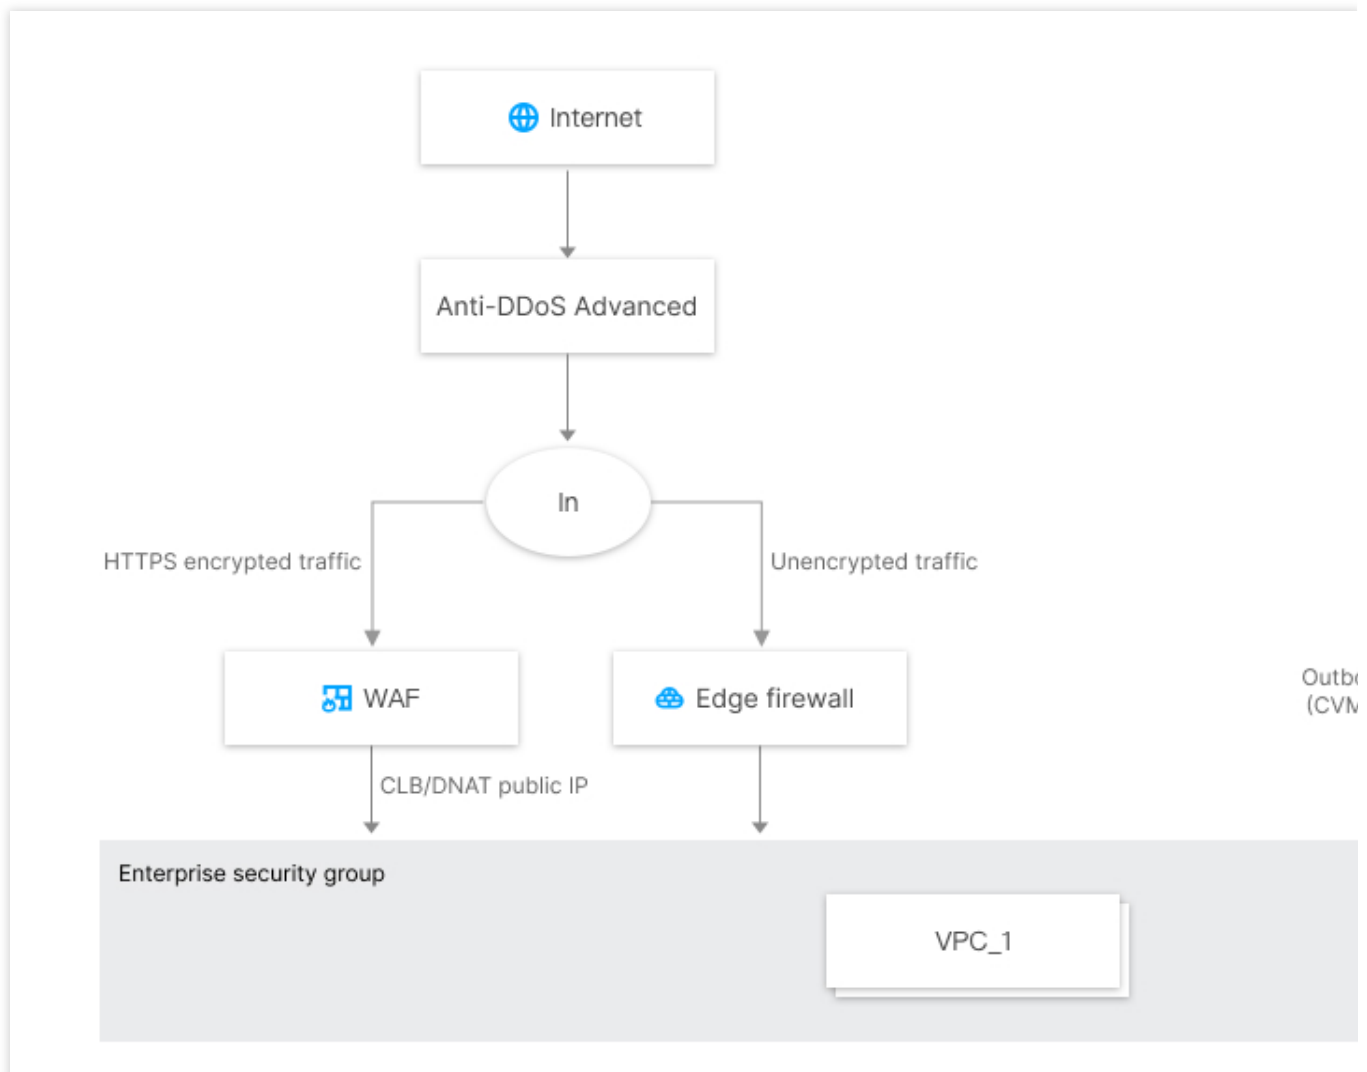 Internet
Anti-DDoS Advanced
In
HTTPS encrypted traffic
Unencrypted traffic
WAF
Edge firewall
CLB/DNAT public IP
Enterprise security group
VPC_1